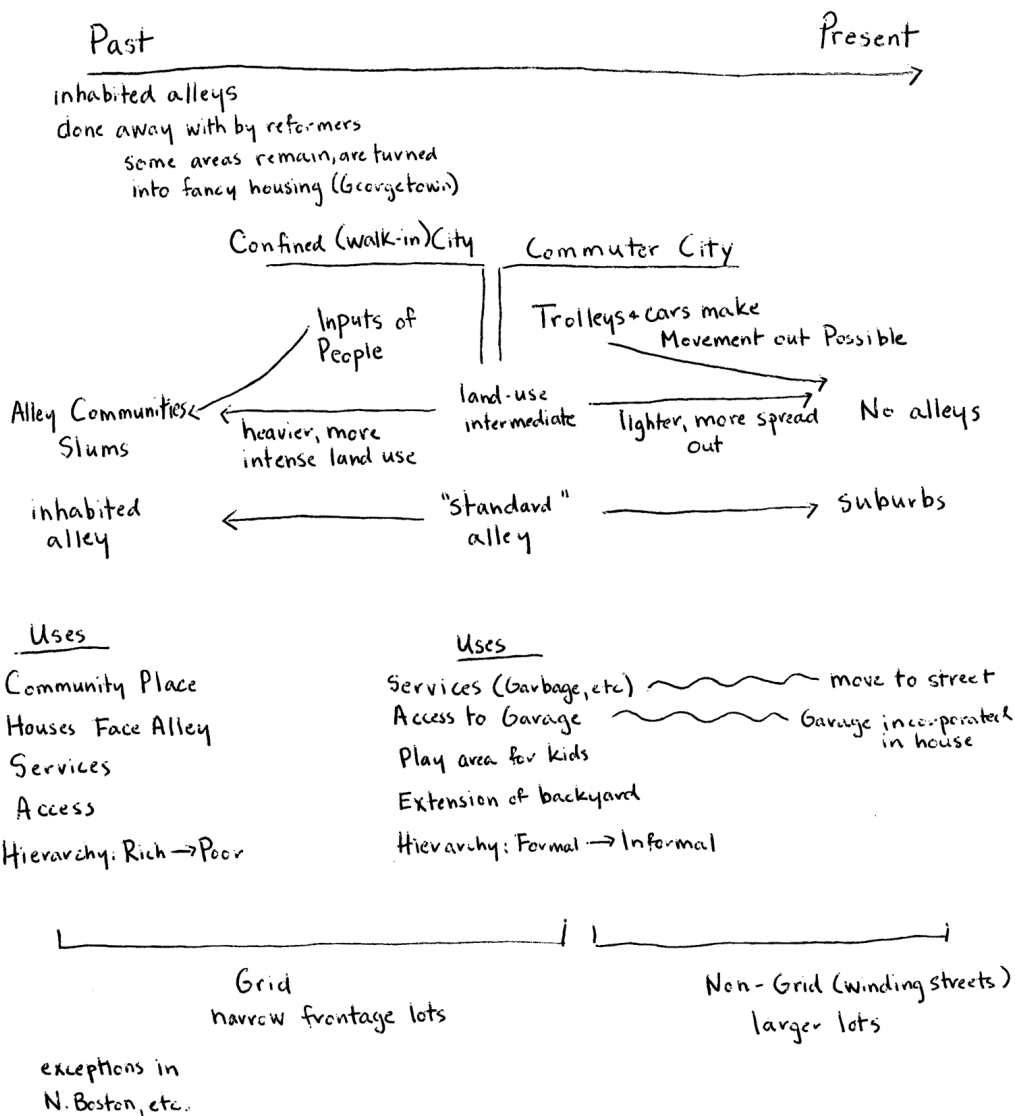 Past
Present
inhabited alleys
done away with by reformers
some areas remain, are turned
into fancy housing (Georgetown)
Confined (walk-in) City
Commuter City
Inputs of
People
Trolleys + cars make
Movement out Possible
Alley Communities
Slums
heavier, more
intense land use
land-use
intermediate
lighter, more spread
out
No alleys
inhabited
alley
"standard"
alley
suburbs
Uses
Community Place
Houses Face Alley
Services
Access
Hierarchy: Rich → Poor
Uses
Services (Garbage, etc)
move to street
Access to Garage
Garage incorporated
in house
Play area for kids
Extension of backyard
Hierarchy: Formal → Informal
Grid
narrow frontage lots
Non-Grid (winding streets)
larger lots
exceptions in
N. Boston, etc.